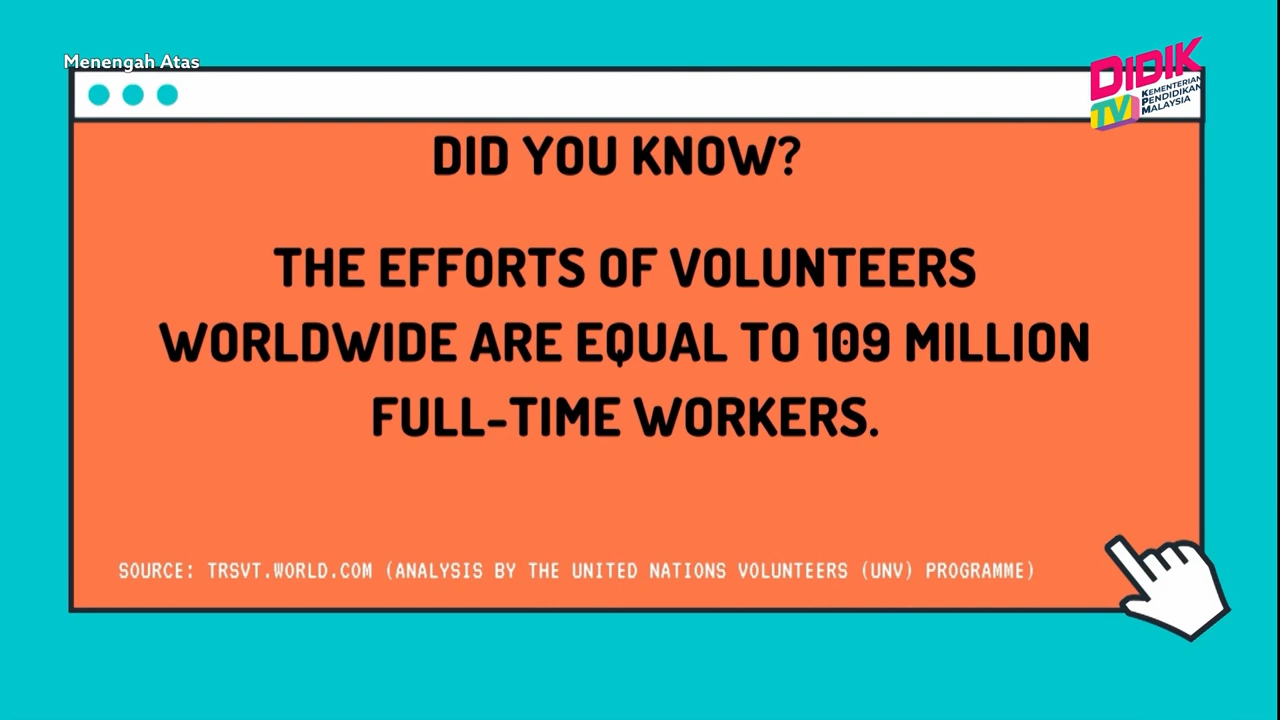 Menengah Atas
DIDIK
TV
KEMENTERIAN
PENDIDIKAN
MALAYSIA
DID YOU KNOW?
THE EFFORTS OF VOLUNTEERS
WORLDWIDE ARE EQUAL TO 109 MILLION
FULL-TIME WORKERS.
SOURCE: TRSVT.WORLD.COM (ANALYSIS BY THE UNITED NATIONS VOLUNTEERS (UNV) PROGRAMME)